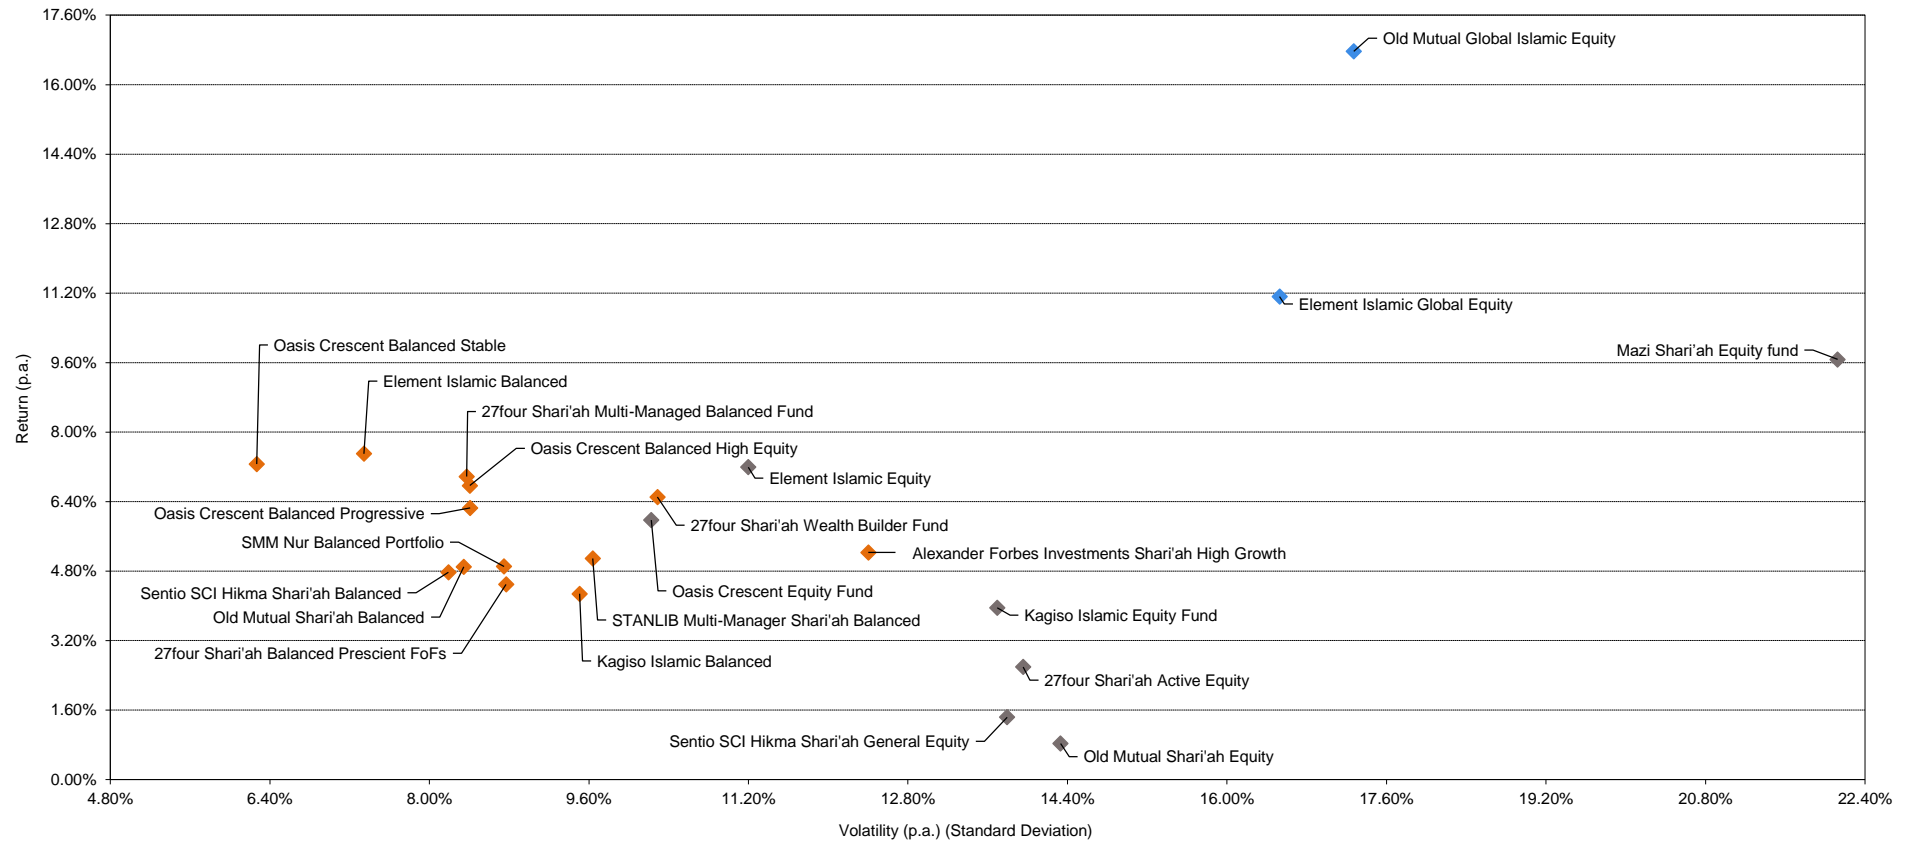 17.60%
Old Mutual Global Islamic Equity
16.00%
14.40%
12.80%
11.20%
Element Islamic Global Equity
Oasis Crescent Balanced Stable
Mazi Shari'ah Equity fund
9.60%
Element Islamic Balanced
Return (p.a.)
27four Shari'ah Multi-Managed Balanced Fund
8.00%
Oasis Crescent Balanced High Equity
Element Islamic Equity
6.40%
Oasis Crescent Balanced Progressive
27four Shari'ah Wealth Builder Fund
SMM Nur Balanced Portfolio
Alexander Forbes Investments Shari'ah High Growth
4.80%
Sentio SCI Hikma Shari'ah Balanced
Oasis Crescent Equity Fund
Old Mutual Shari'ah Balanced
Kagiso Islamic Equity Fund
STANLIB Multi-Manager Shari'ah Balanced
3.20%
27four Shari'ah Balanced Prescient FoFs
Kagiso Islamic Balanced
27four Shari'ah Active Equity
1.60%
Sentio SCI Hikma Shari'ah General Equity
Old Mutual Shari'ah Equity
0.00%
4.80% 6.40% 8.00% 9.60% 11.20% 12.80% 14.40% 16.00% 17.60% 19.20% 20.80% 22.40%
Volatility (p.a.) (Standard Deviation)